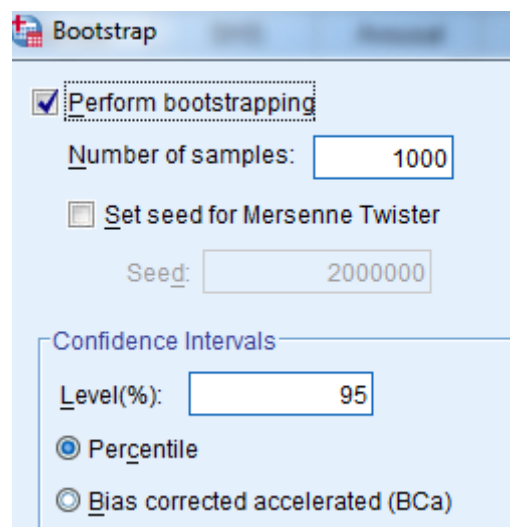 Bootstrap
Perform bootstrapping
Number of samples: 1000
Set seed for Mersenne Twister
Seed: 2000000
Confidence Intervals
Level(%): 95
Percentile
Bias corrected accelerated (BCa)